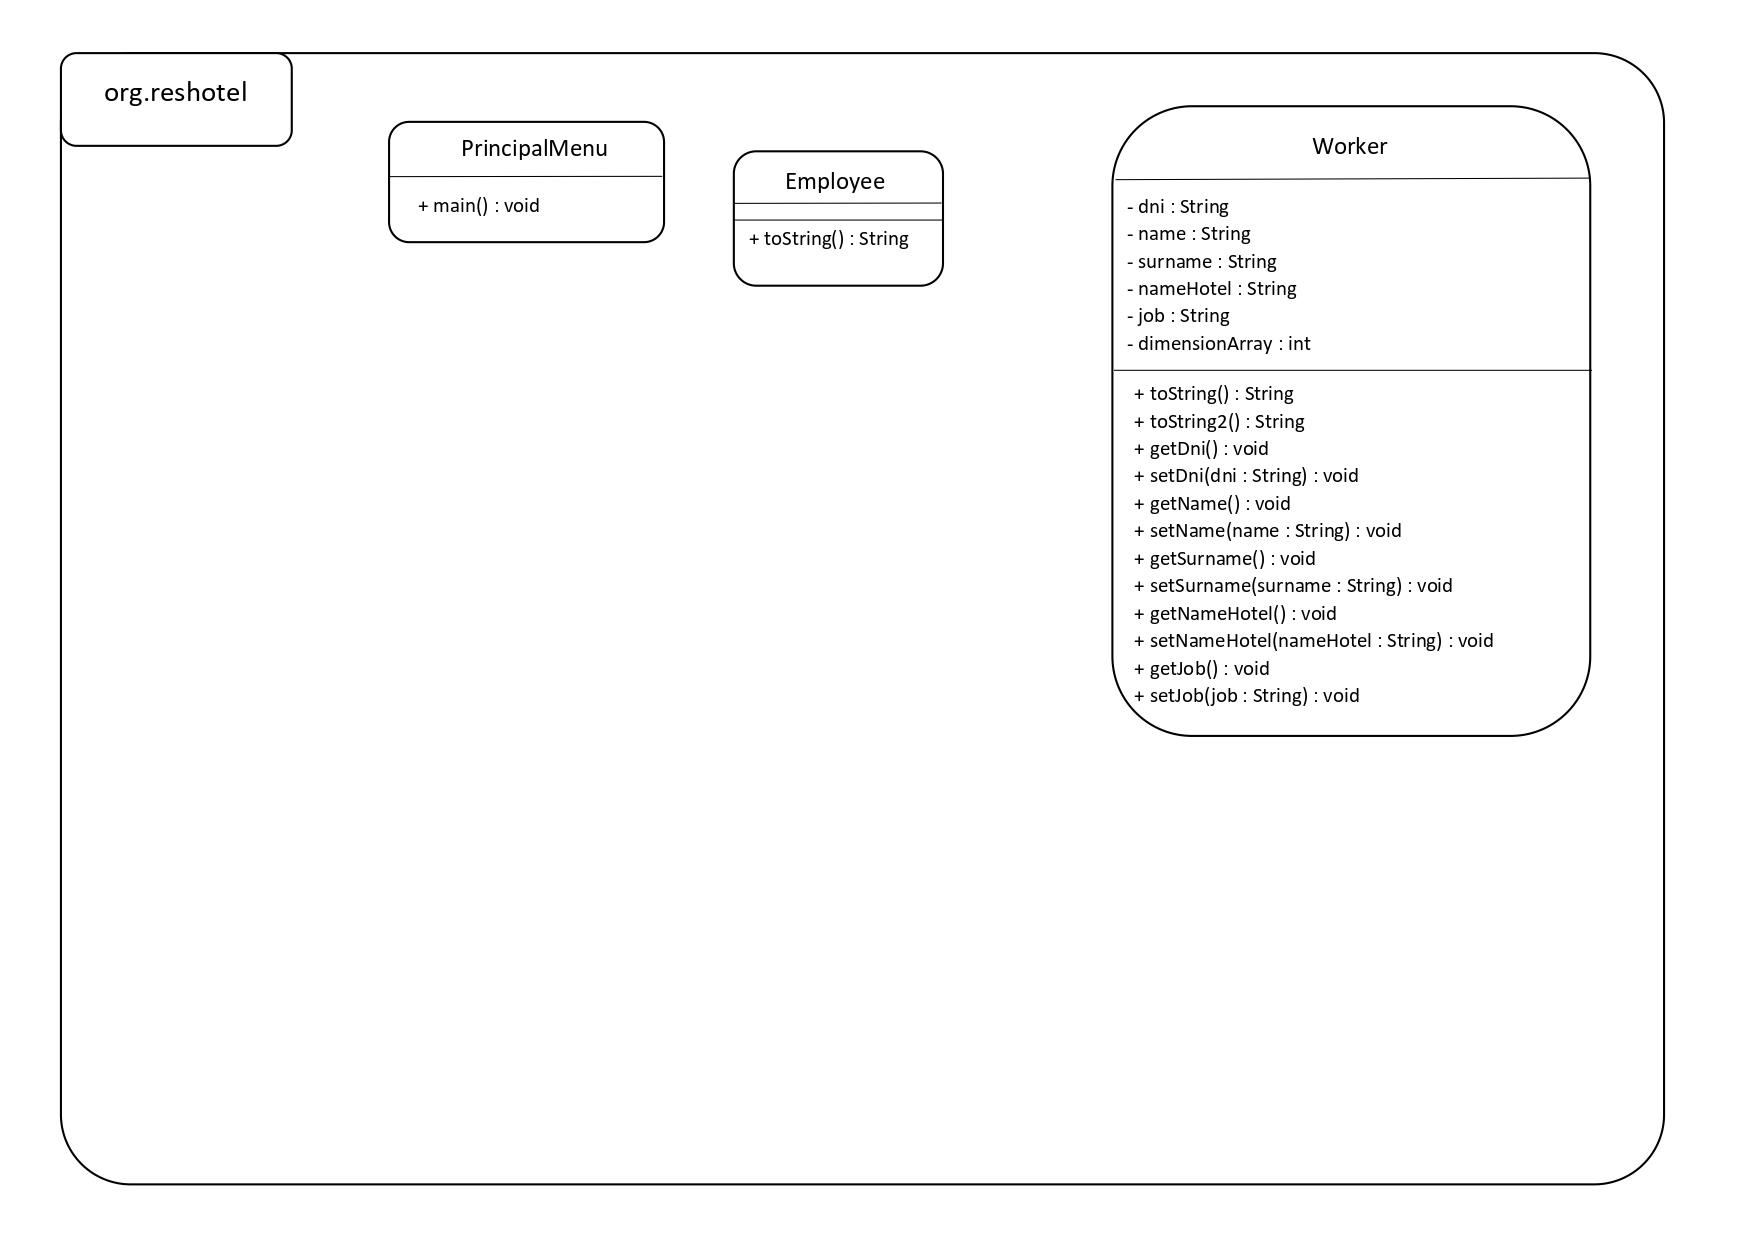 org.reshotel
PrincipalMenu
+ main() : void
Employee
+ toString() : String
Worker
- dni : String
- name : String
- surname : String
- nameHotel : String
- job : String
- dimensionArray : int
+ toString() : String
+ toString2() : String
+ getDni() : void
+ setDni(dni : String) : void
+ getName() : void
+ setName(name : String) : void
+ getSurname() : void
+ setSurname(surname : String) : void
+ getNameHotel() : void
+ setNameHotel(nameHotel : String) : void
+ getJob() : void
+ setJob(job : String) : void